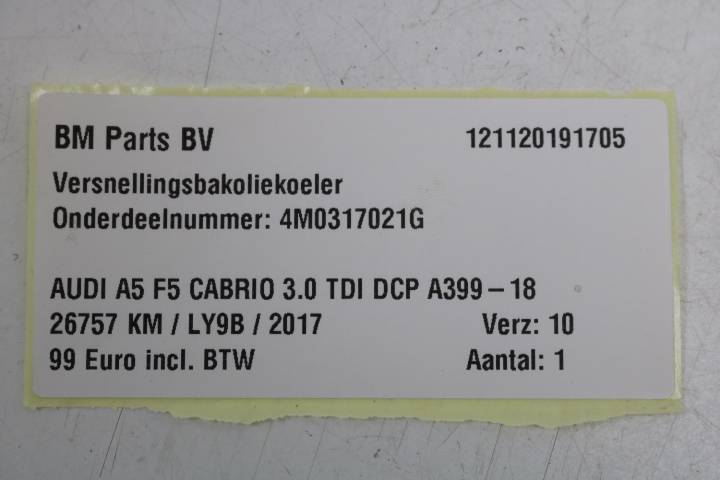 BM Parts BV 121120191705
Versnellingsbakoliekoeler
Onderdeelnummer: 4M0317021G
AUDI A5 F5 CABRIO 3.0 TDI DCP A399-18
26757 KM / LY9B / 2017 Verz: 10
99 Euro incl. BTW Aantal: 1